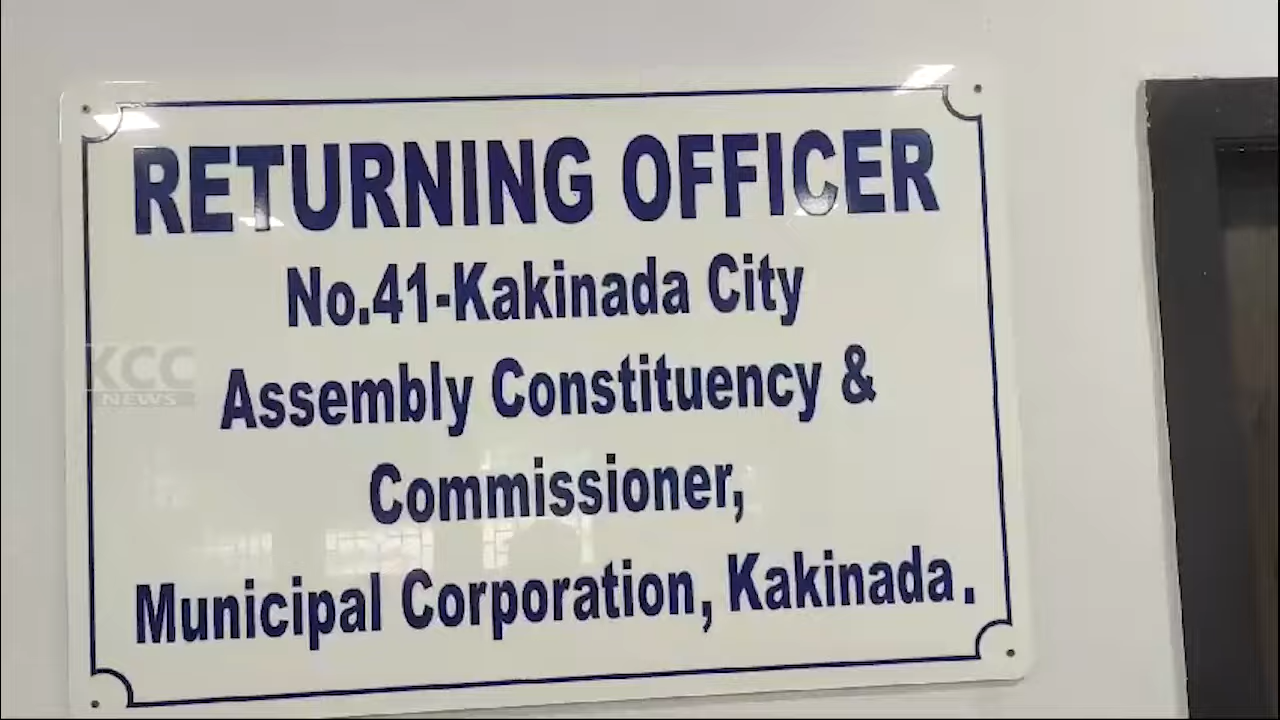 RETURNING OFFICER
No.41-Kakinada City
Assembly Constituency &
KCC
NEWS
Commissioner,
Municipal Corporation, Kakinada.